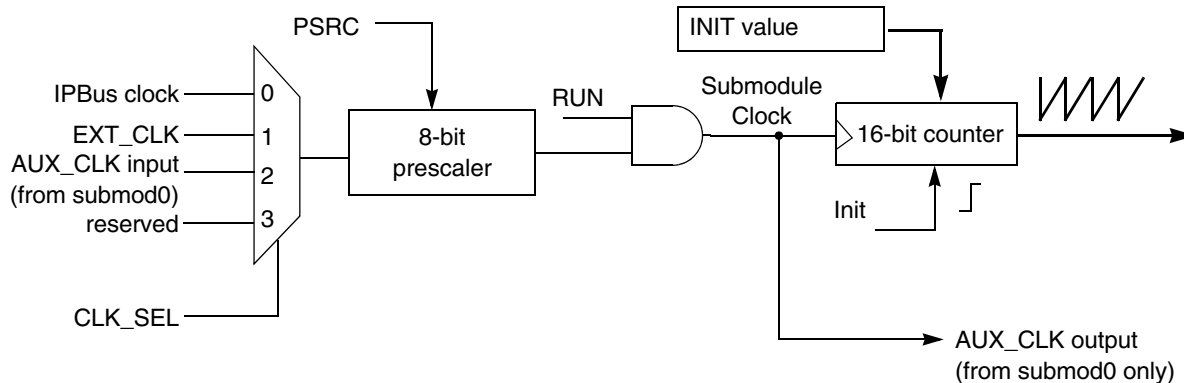 PSRC
INIT value
IPBus clock
0
RUN
Submodule
Clock
EXT_CLK
1
8-bit
prescaler
16-bit counter
AUX_CLK input
(from submod0)
2
reserved
3
Init
CLK_SEL
AUX_CLK output
(from submod0 only)